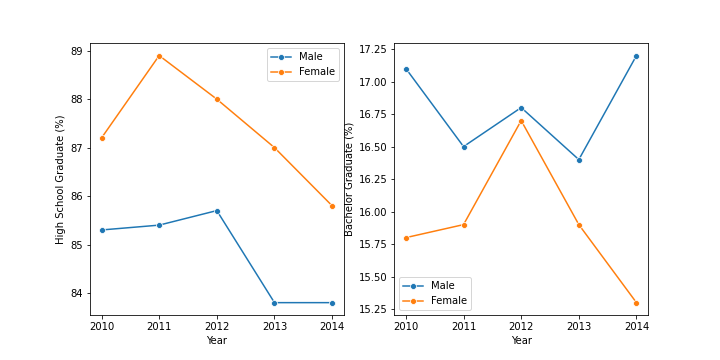 89
88
87
86
85
84
High School Graduate (%)
2010 2011 2012 2013 2014
Year
Male
Female
17.25
17.00
16.75
16.50
16.25
16.00
15.75
15.50
15.25
Bachelor Graduate (%)
2010 2011 2012 2013 2014
Year
Male
Female